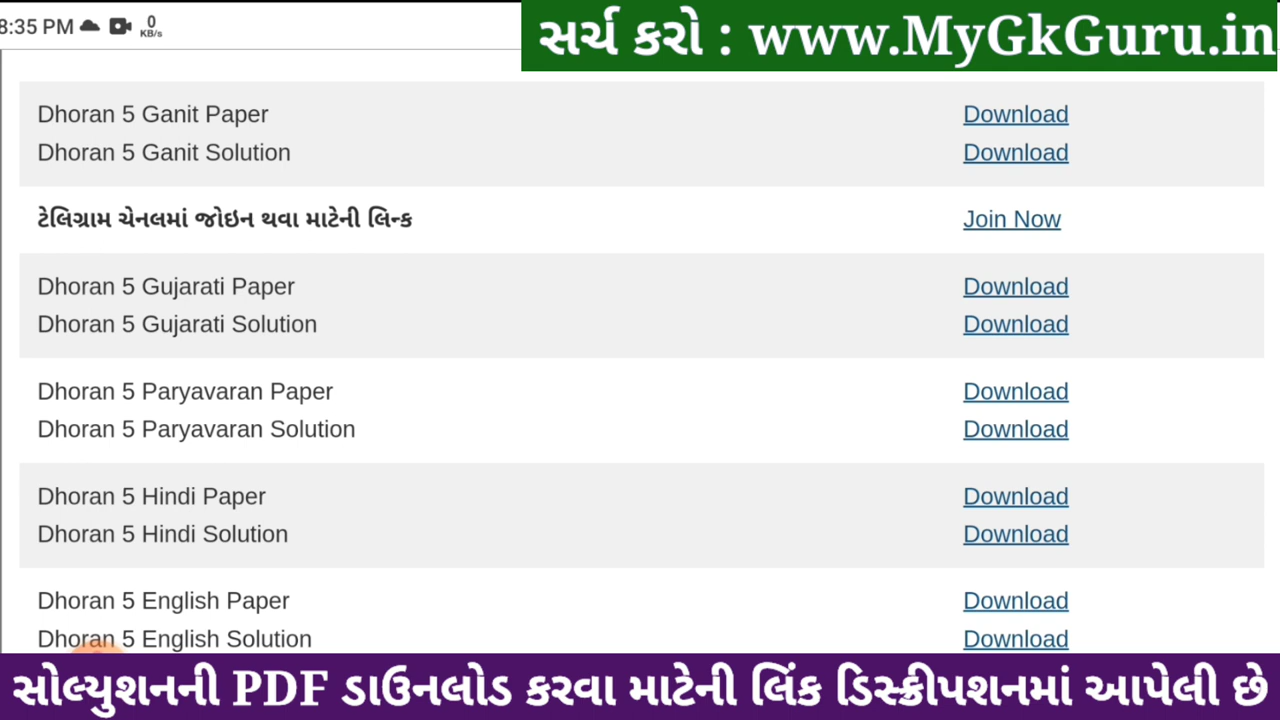 8:35 PM 0 KB/s
સર્ચ કરો : www.MyGkGuru.in
Dhoran 5 Ganit Paper Download
Dhoran 5 Ganit Solution Download
ટેલિગ્રામ ચેનલમાં જોઇન થવા માટેની લિન્ક Join Now
Dhoran 5 Gujarati Paper Download
Dhoran 5 Gujarati Solution Download
Dhoran 5 Paryavaran Paper Download
Dhoran 5 Paryavaran Solution Download
Dhoran 5 Hindi Paper Download
Dhoran 5 Hindi Solution Download
Dhoran 5 English Paper Download
Dhoran 5 English Solution Download
સોલ્યુશનની PDF ડાઉનલોડ કરવા માટેની લિંક ડિસ્ક્રીપશનમાં આપેલી છે